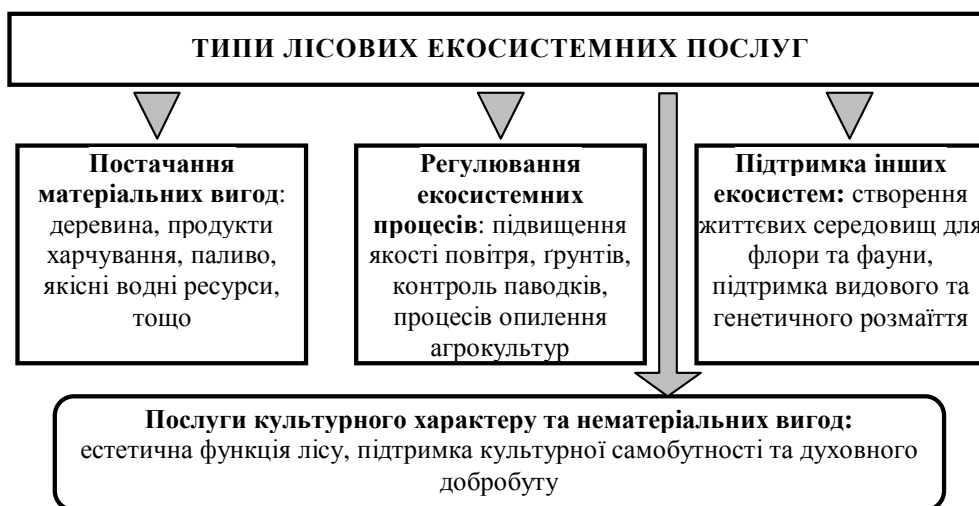 ТИПИ ЛІСОВИХ ЕКОСИСТЕМНИХ ПОСЛУГ
Постачання
матеріальних вигод:
деревина, продукти
харчування, паливо,
якісні водні ресурси,
тощо
Регулювання
екосистемних
процесів: підвищення
якості повітря, ґрунтів,
контроль паводків,
процесів опилення
агрокультур
Підтримка інших
екосистем: створення
життєвих середовищ для
флори та фауни,
підтримка видового та
генетичного розмаїття
Послуги культурного характеру та нематеріальних вигод:
естетична функція лісу, підтримка культурної самобутності та духовного
добробуту